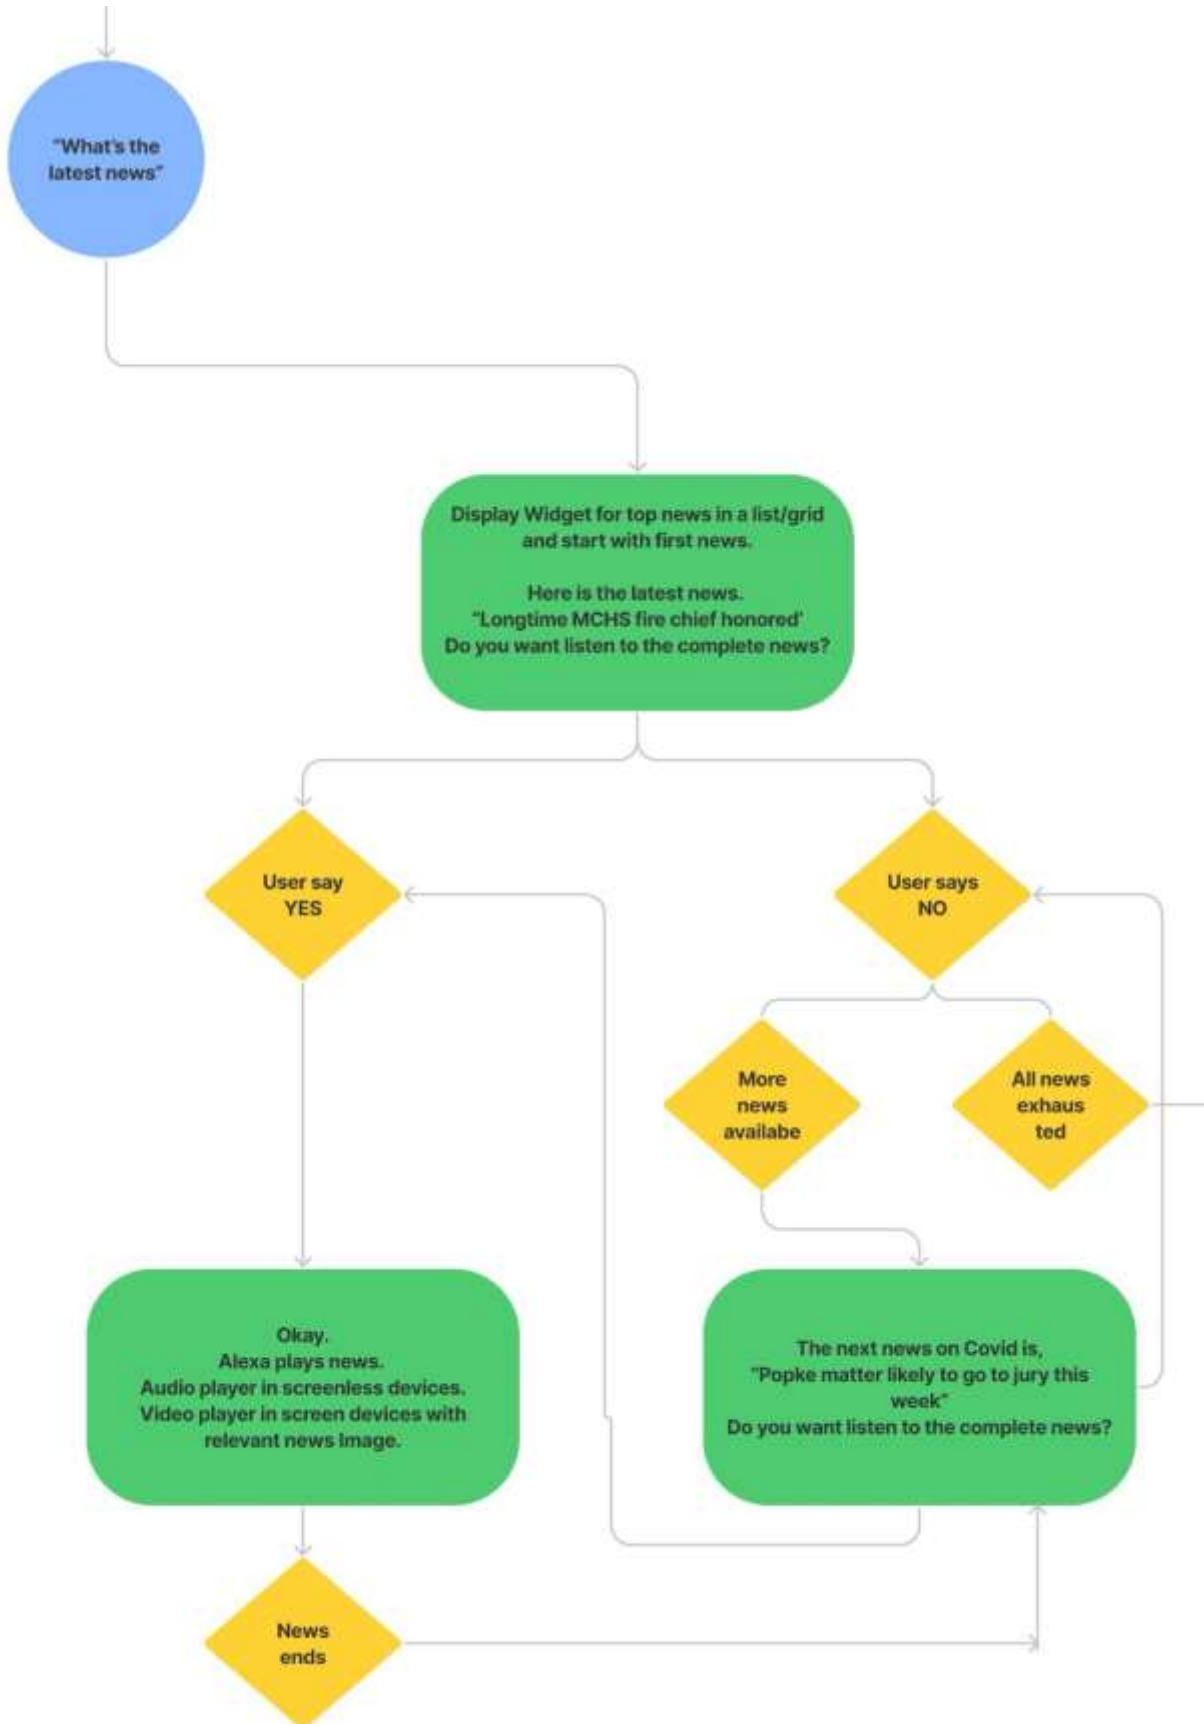 "What's the
latest news"
Display Widget for top news in a list/grid
and start with first news.
Here is the latest news.
"Longtime MCHS fire chief honored'
Do you want listen to the complete news?
User say
YES
User says
NO
More
news
availabe
All news
exhaus
ted
Okay.
Alexa plays news.
Audio player in screenless devices.
Video player in screen devices with
relevant news Image.
The next news on Covid is,
"Popke matter likely to go to jury this
week"
Do you want listen to the complete news?
News
ends